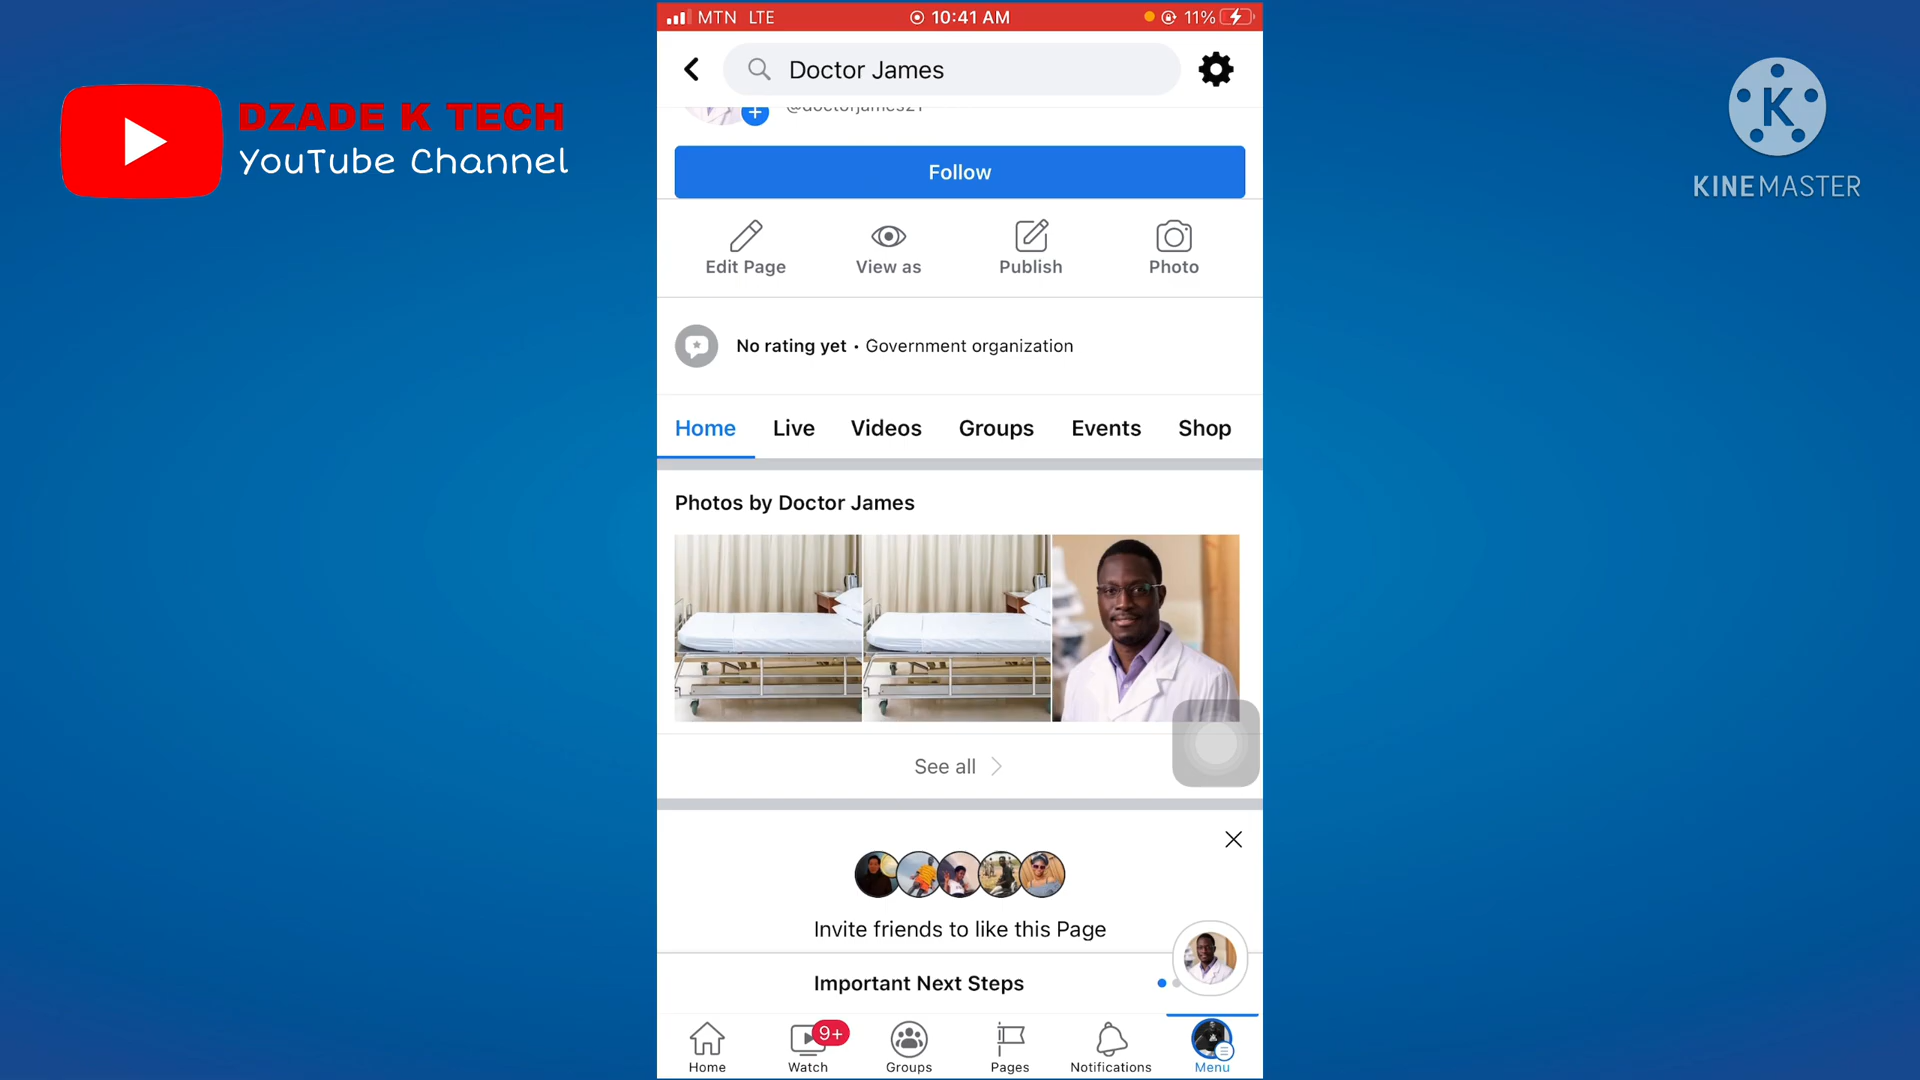 MTN LTE 10:41 AM 11%
Doctor James
DZADE K TECH
YouTube Channel
K
KINEMASTER
@doctorjames21
Follow
Edit Page View as Publish Photo
No rating yet • Government organization
Home Live Videos Groups Events Shop
Photos by Doctor James
See all
Invite friends to like this Page
Important Next Steps
9+
Home Watch Groups Pages Notifications Menu